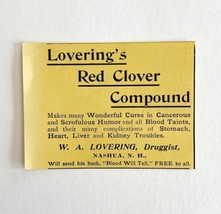 Lovering's
Red Clover
Compound
Makes many Wonderful Cures in Cancerous
and Scrofulous Humor and all Blood Taints,
and their many complications of Stomach,
Heart, Liver and Kidney Troubles.
W. A. LOVERING, Druggist,
NASHUA, N. H.,
Will send his book, "Blood Will Tell," FREE to all.